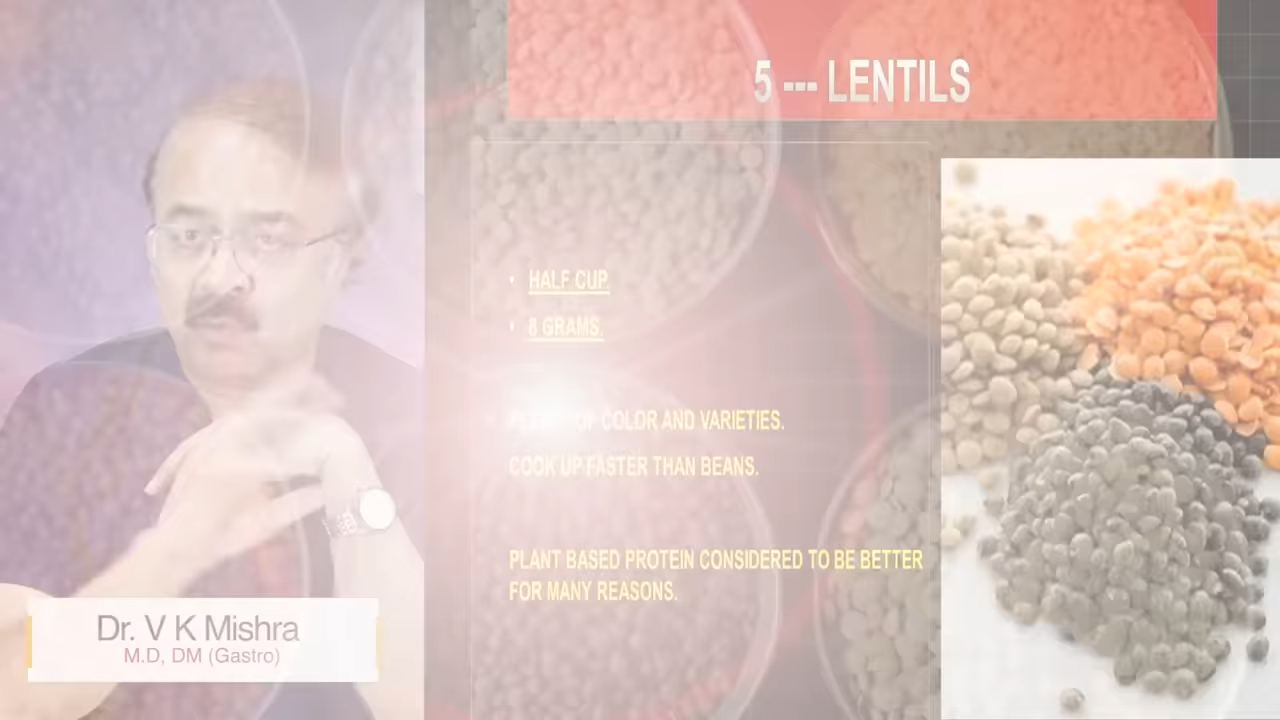 5 --- LENTILS
• HALF CUP
• 8 GRAMS.
OF COLOR AND VARIETIES.
COOK UP FASTER THAN BEANS.
PLANT BASED PROTEIN CONSIDERED TO BE BETTER
FOR MANY REASONS.
Dr. V K Mishra
M.D, DM (Gastro)